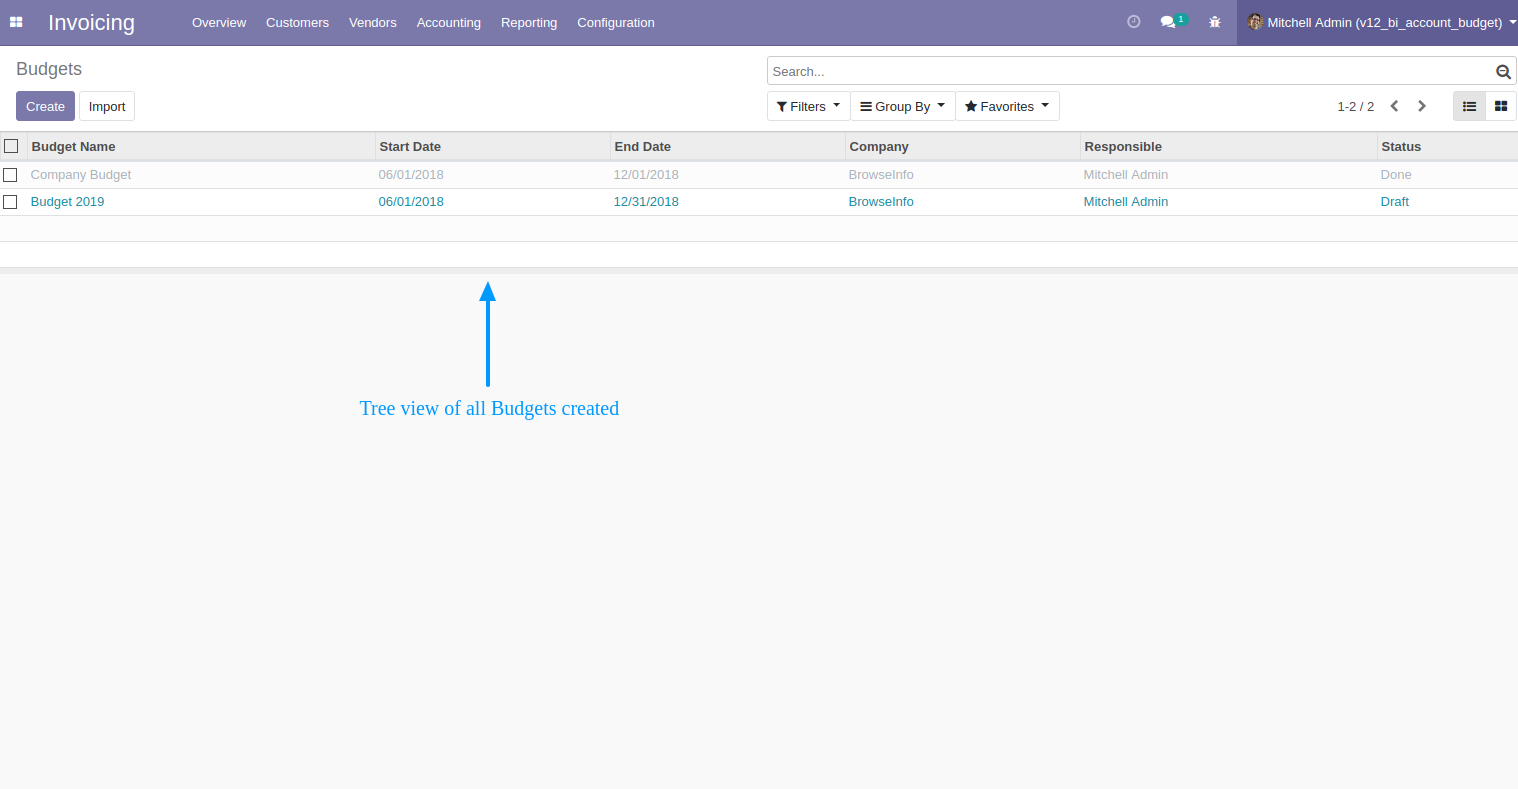 Invoicing Overview Customers Vendors Accounting Reporting Configuration 1 Mitchell Admin (v12_bi_account_budget)
Budgets Search...
Create Import Filters Group By Favorites 1-2 / 2
Budget Name Start Date End Date Company Responsible Status
Company Budget 06/01/2018 12/01/2018 BrowseInfo Mitchell Admin Done
Budget 2019 06/01/2018 12/31/2018 BrowseInfo Mitchell Admin Draft
Tree view of all Budgets created